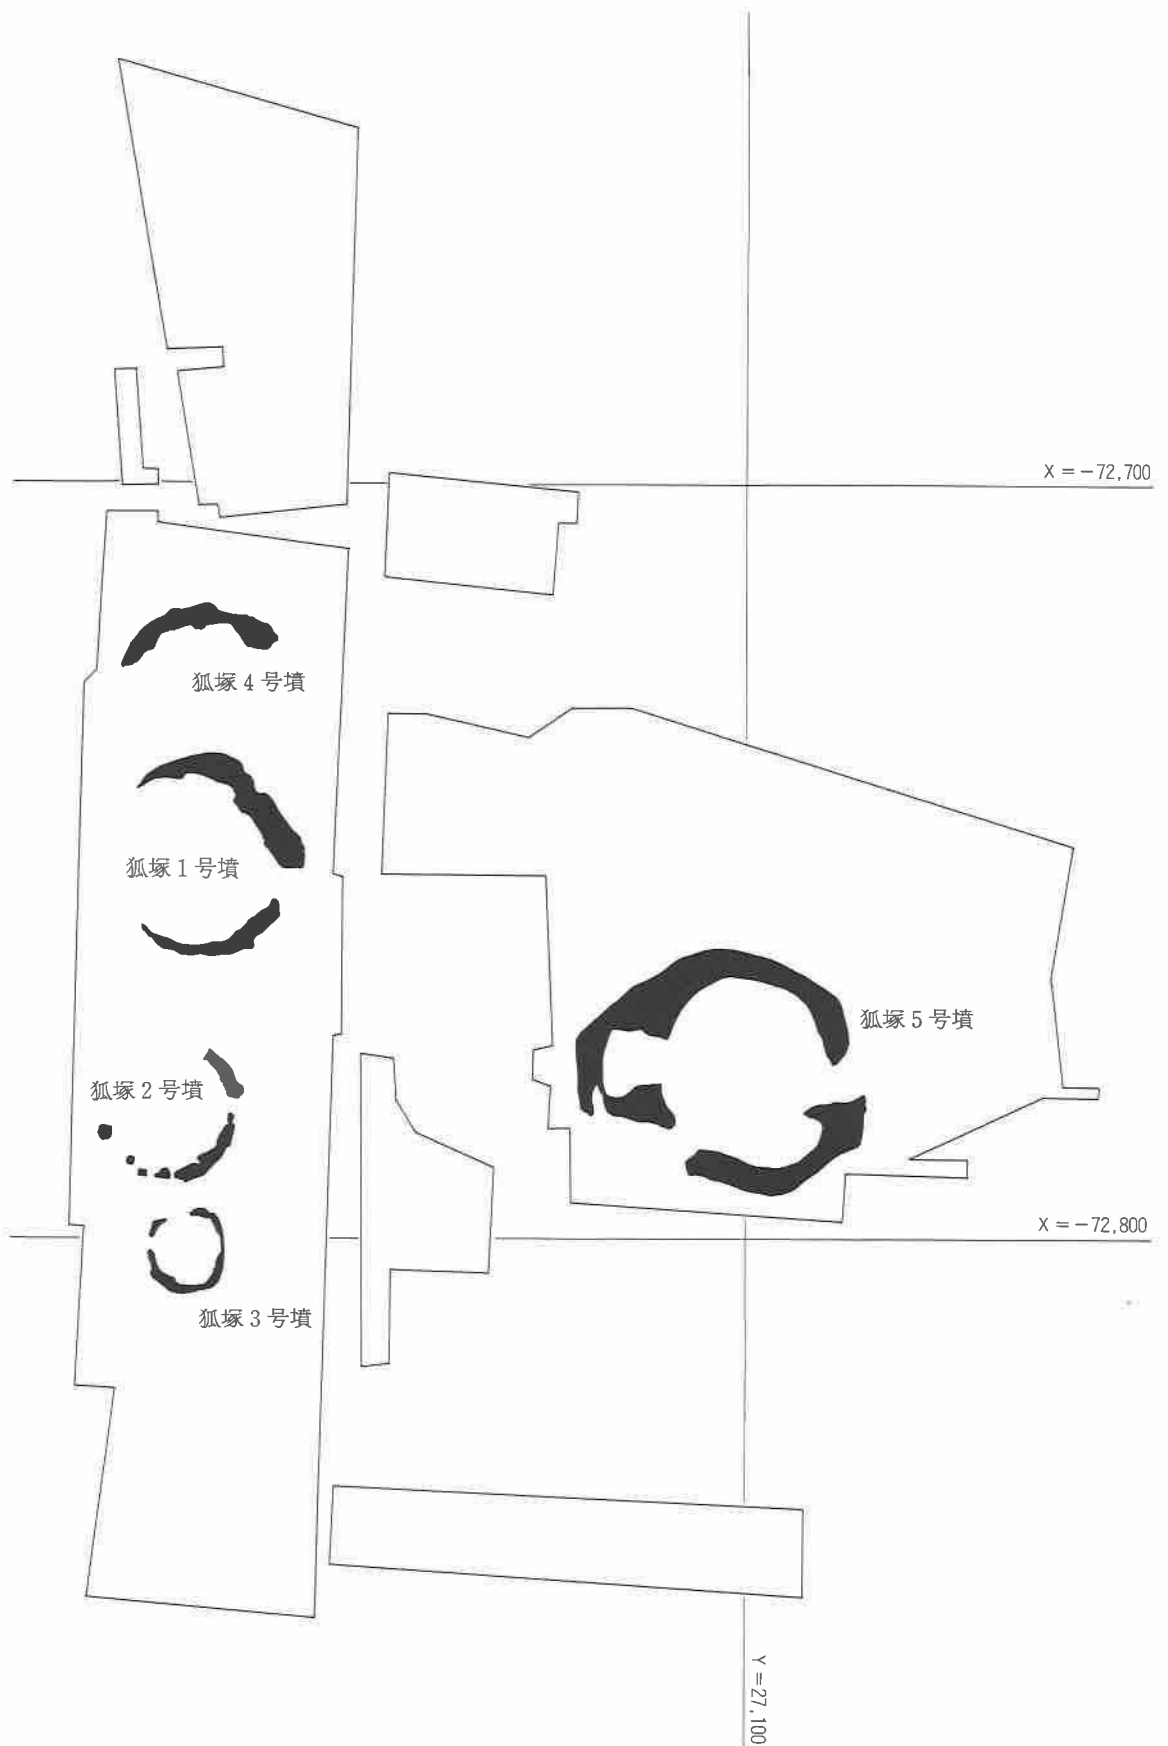 X = −72,700
狐塚 4 号墳
狐塚 1 号墳
狐塚 5 号墳
狐塚 2 号墳
X = −72,800
狐塚 3 号墳
Y = 27,100